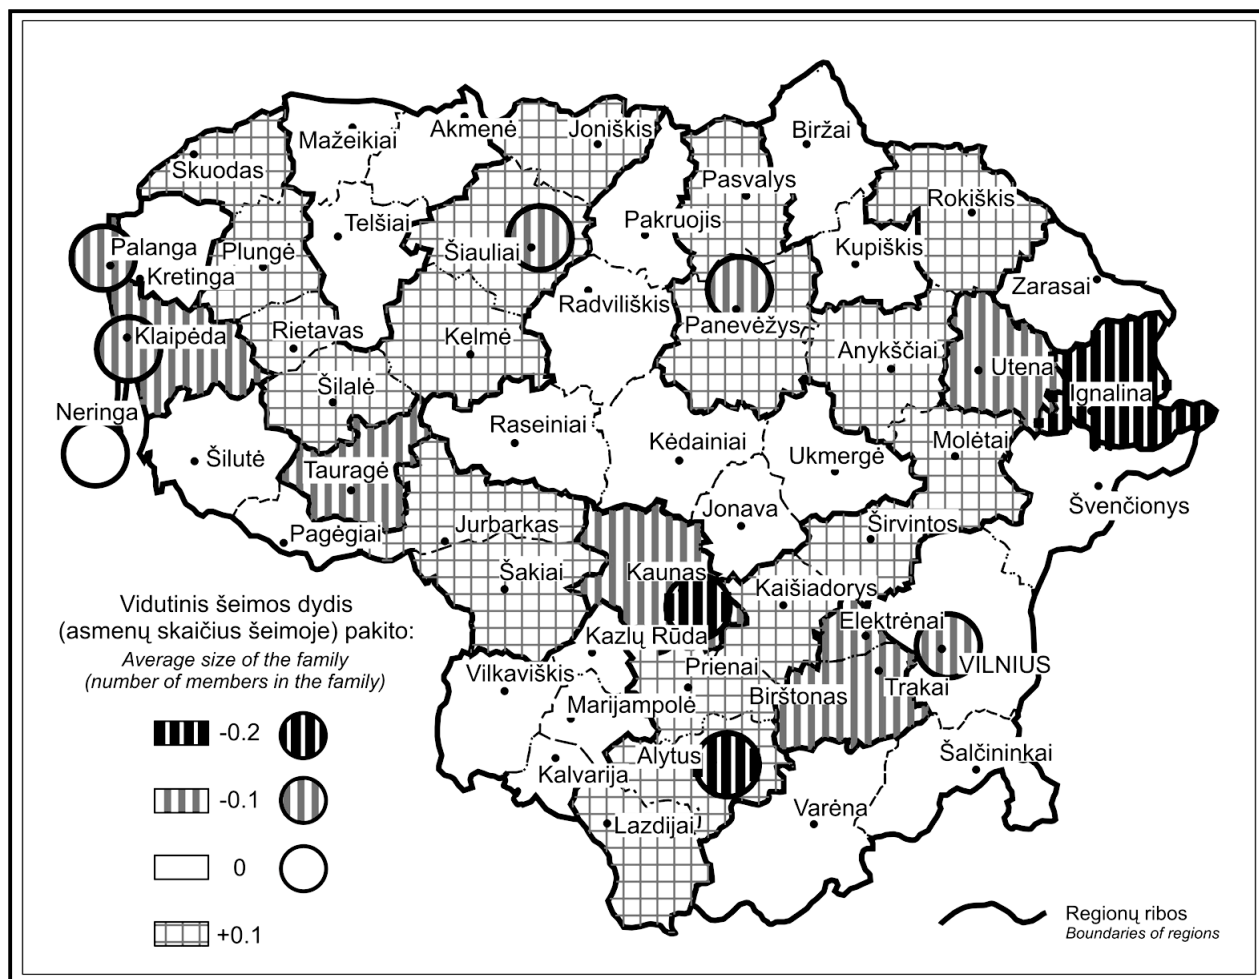 Mažeikiai
Akmenė
Joniškis
Biržai
Skuodas
Pasvalys
Rokiškis
Palanga
Telšiai
Pakruojis
Plungė
Šiauliai
Kupiškis
Kretinga
Radviliškis
Zarasai
Klaipėda
Rietavas
Kelmė
Panevėžys
Anykščiai
Utena
Šilalė
Ignalina
Neringa
Raseiniai
Kėdainiai
Molėtai
Šilutė
Tauragė
Ukmergė
Jonava
Švenčionys
Pagėgiai
Jurbarkas
Širvintos
Šakiai
Kaunas
Kaišiadorys
Elektrėnai
Kazlų Rūda
VILNIUS
Vilkaviškis
Prienai
Birštonas
Trakai
Marijampolė
Alytus
Šalčininkai
Kalvarija
Varėna
Lazdijai
Vidutinis šeimos dydis
(asmenų skaičius šeimoje) pakito:
Average size of the family
(number of members in the family)
-0.2
-0.1
0
+0.1
Regionų ribos
Boundaries of regions